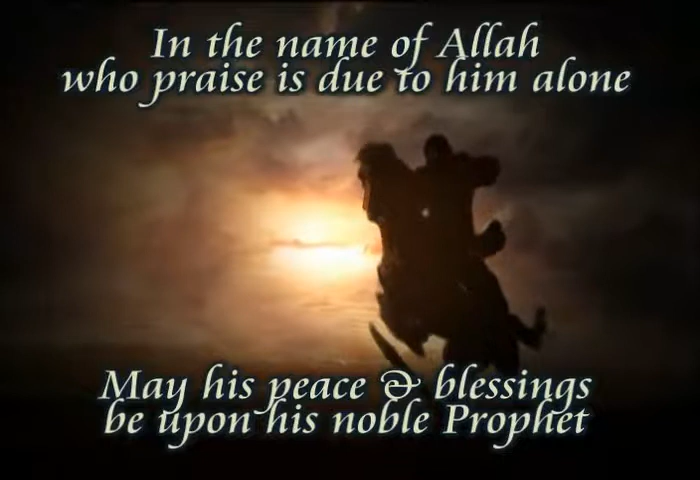 In the name of Allah
who praise is due to him alone
May his peace & blessings
be upon his noble Prophet